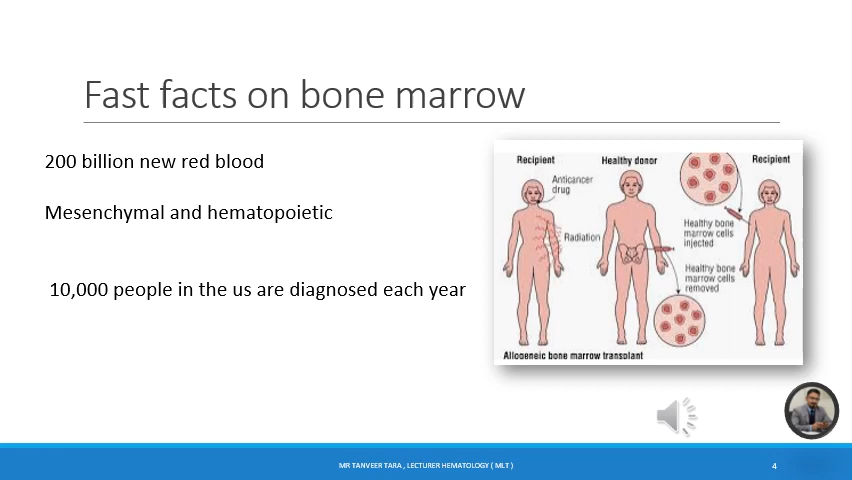 Fast facts on bone marrow
200 billion new red blood
Mesenchymal and hematopoietic
10,000 people in the us are diagnosed each year
Recipient
Healthy donor
Recipient
Anticancer
drug
Radiation
Healthy bone
marrow cells
injected
Healthy bone
marrow cells
removed
Allogeneic bone marrow transplant
MR TANVEER TARA , LECTURER HEMATOLOGY ( MLT )
4